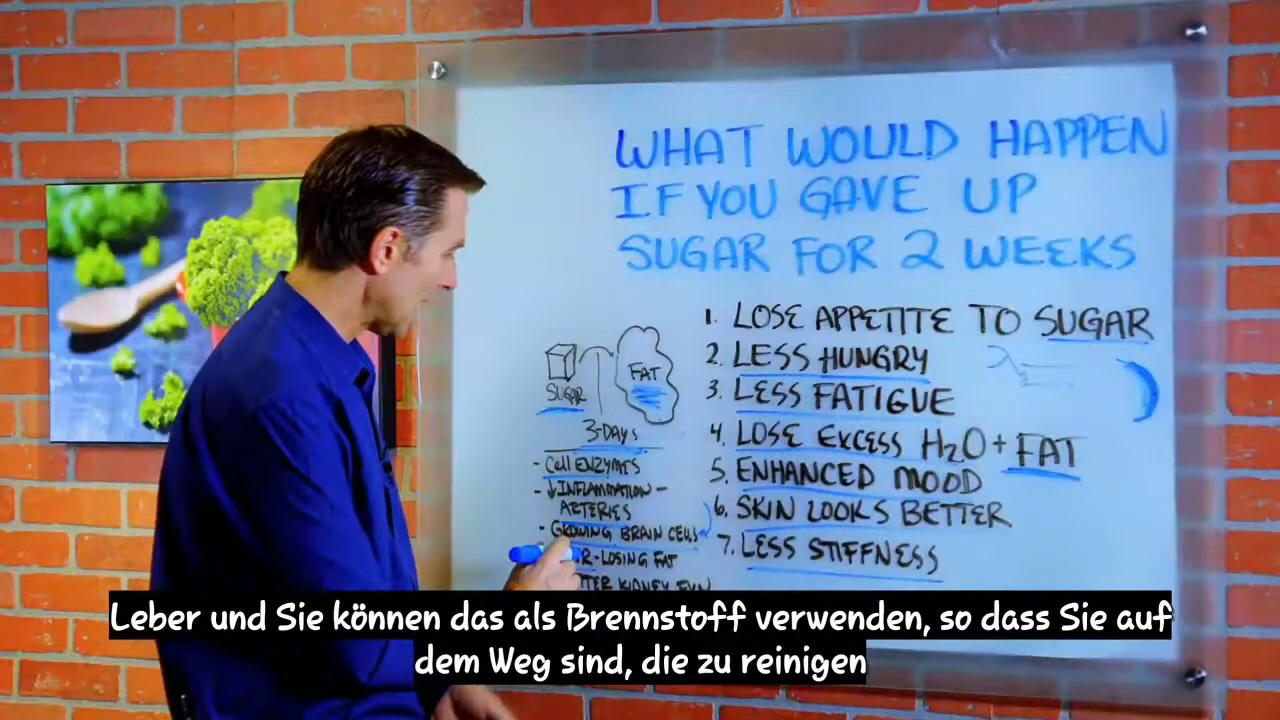 WHAT WOULD HAPPEN
IF YOU GAVE UP
SUGAR FOR 2 WEEKS
1. LOSE APPETITE TO SUGAR
2. LESS HUNGRY
3. LESS FATIGUE
4. LOSE EXCESS H2O + FAT
5. ENHANCED MOOD
6. SKIN LOOKS BETTER
7. LESS STIFFNESS
SUGAR
FAT
3-DAYS
- CELL ENZYMES
- ↓INFLAMMATION -
ARTERIES
- GROWING BRAIN CELLS
-LOSING FAT
KIDNEY FXN
Leber und Sie können das als Brennstoff verwenden, so dass Sie auf
dem Weg sind, die zu reinigen